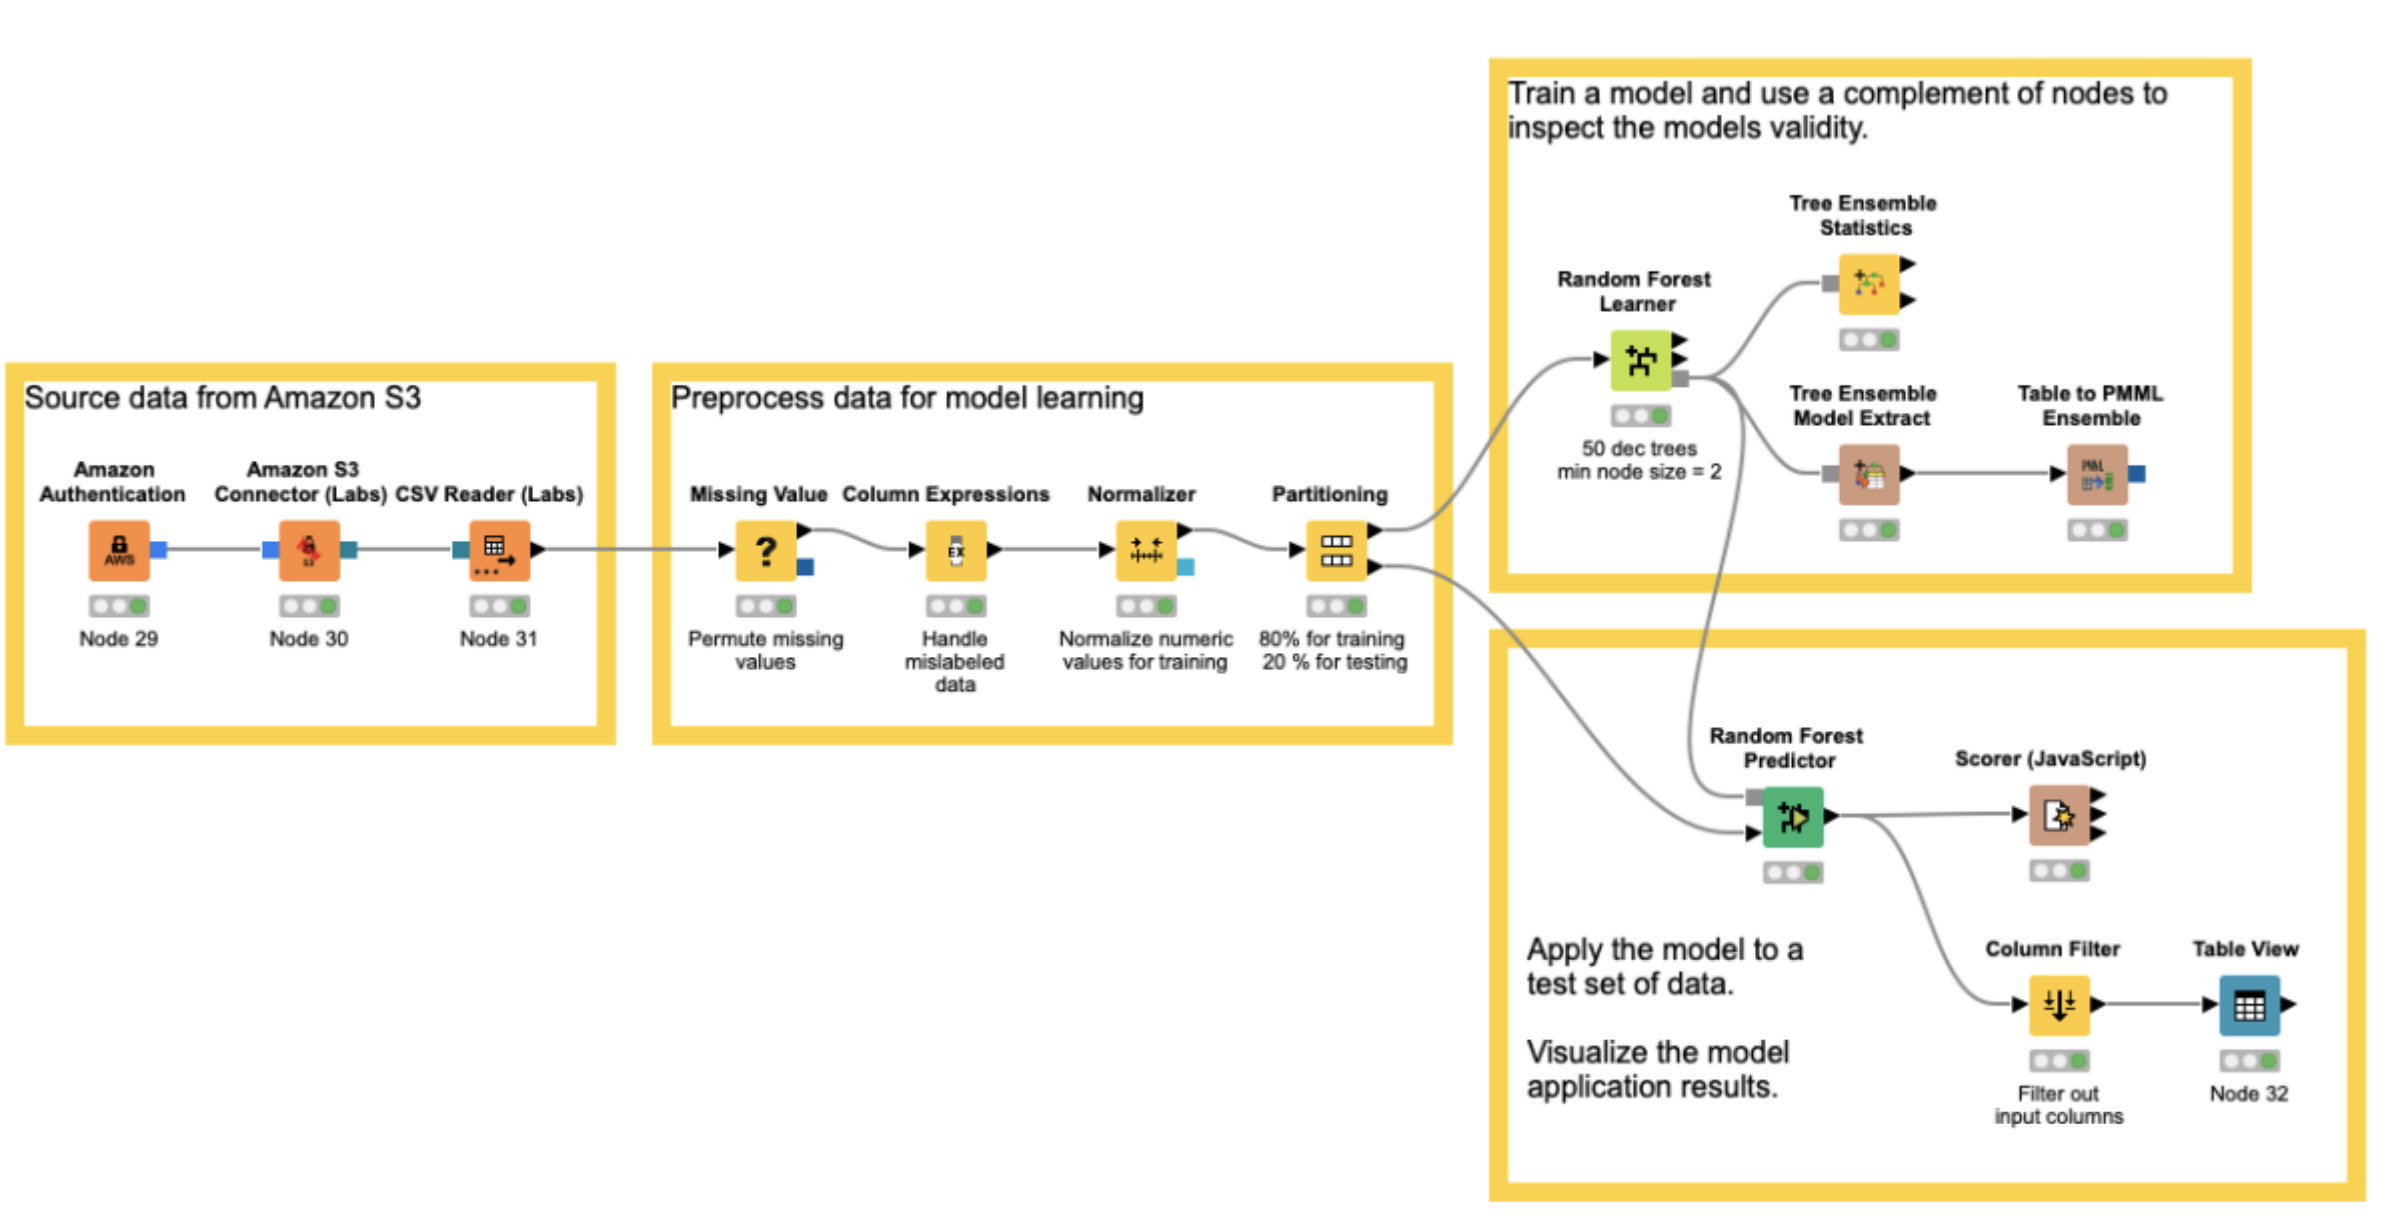 Source data from Amazon S3
Amazon
Authentication
AWS
Node 29
Amazon S3
Connector (Labs)
S3
Node 30
CSV Reader (Labs)
Node 31
Preprocess data for model learning
Missing Value
?
Permute missing
values
Column Expressions
EX
Handle
mislabeled
data
Normalizer
Normalize numeric
values for training
Partitioning
80% for training
20 % for testing
Train a model and use a complement of nodes to
inspect the models validity.
Random Forest
Learner
50 dec trees
min node size = 2
Tree Ensemble
Statistics
Tree Ensemble
Model Extract
Table to PMML
Ensemble
PMML
Random Forest
Predictor
Scorer (JavaScript)
Apply the model to a
test set of data.
Visualize the model
application results.
Column Filter
Filter out
input columns
Table View
Node 32